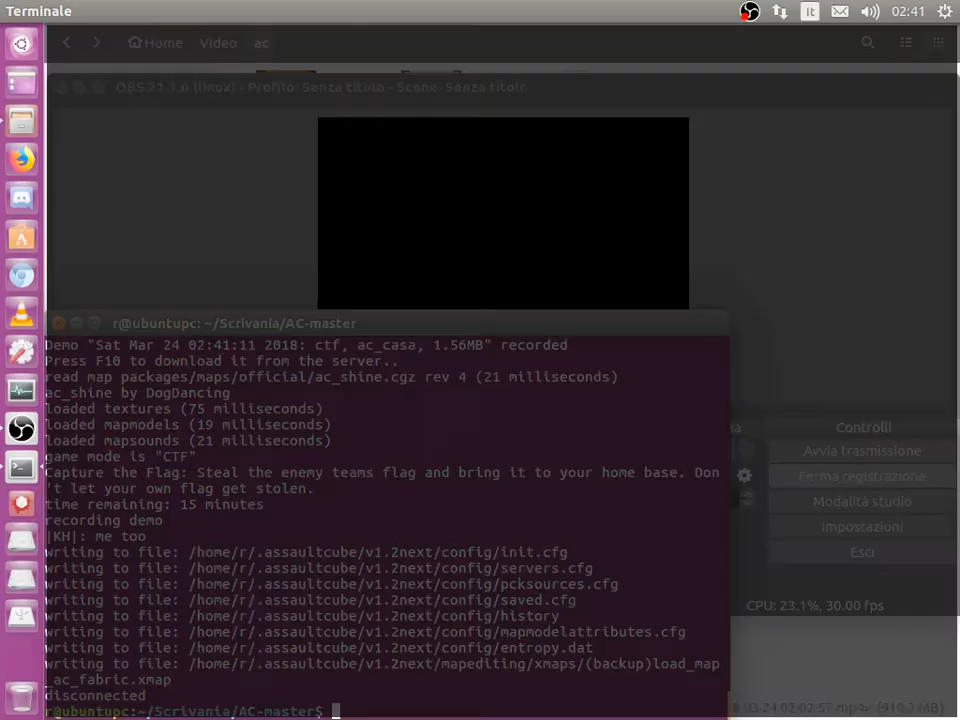 Terminale
It
02:41
Home
Video
ac
OBS 21.1.0 (linux) - Profilo: Senza titolo - Scene: Senza titolo
r@ubuntupc: ~/Scrivania/AC-master
Demo "Sat Mar 24 02:41:11 2018: ctf, ac_casa, 1.56MB" recorded
Press F10 to download it from the server..
read map packages/maps/official/ac_shine.cgz rev 4 (21 milliseconds)
ac_shine by DogDancing
loaded textures (75 milliseconds)
loaded mapmodels (19 milliseconds)
loaded mapsounds (21 milliseconds)
game mode is "CTF"
Capture the Flag: Steal the enemy teams flag and bring it to your home base. Don
't let your own flag get stolen.
time remaining: 15 minutes
recording demo
|KH|: me too
writing to file: /home/r/.assaultcube/v1.2next/config/init.cfg
writing to file: /home/r/.assaultcube/v1.2next/config/servers.cfg
writing to file: /home/r/.assaultcube/v1.2next/config/pcksources.cfg
writing to file: /home/r/.assaultcube/v1.2next/config/saved.cfg
writing to file: /home/r/.assaultcube/v1.2next/config/history
writing to file: /home/r/.assaultcube/v1.2next/config/mapmodelattributes.cfg
writing to file: /home/r/.assaultcube/v1.2next/config/entropy.dat
writing to file: /home/r/.assaultcube/v1.2next/mapediting/xmaps/(backup)load_map
_ac_fabric.xmap
disconnected
r@ubuntupc:~/Scrivania/AC-master$
Controlli
Avvia trasmissione
Ferma registrazione
Modalità studio
Impostazioni
Esci
CPU: 23.1%, 30.00 fps
03-24 02-02-57 mp4» (910,2 MB)